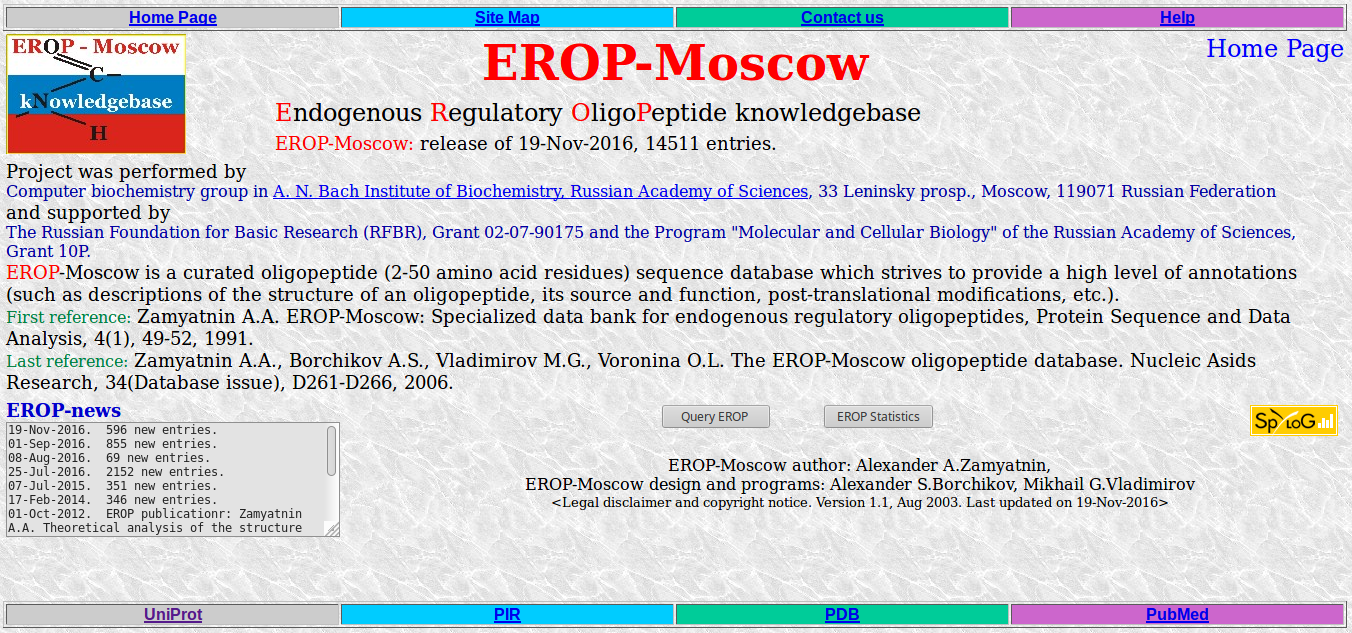 Home Page Site Map Contact us Help
EROP - Moscow
C
kNowledgebase
H
EROP-Moscow
Home Page
Endogenous Regulatory OligoPeptide knowledgebase
EROP-Moscow: release of 19-Nov-2016, 14511 entries.
Project was performed by
Computer biochemistry group in A. N. Bach Institute of Biochemistry, Russian Academy of Sciences, 33 Leninsky prosp., Moscow, 119071 Russian Federation
and supported by
The Russian Foundation for Basic Research (RFBR), Grant 02-07-90175 and the Program "Molecular and Cellular Biology" of the Russian Academy of Sciences,
Grant 10P.
EROP-Moscow is a curated oligopeptide (2-50 amino acid residues) sequence database which strives to provide a high level of annotations
(such as descriptions of the structure of an oligopeptide, its source and function, post-translational modifications, etc.).
First reference: Zamyatnin A.A. EROP-Moscow: Specialized data bank for endogenous regulatory oligopeptides, Protein Sequence and Data
Analysis, 4(1), 49-52, 1991.
Last reference: Zamyatnin A.A., Borchikov A.S., Vladimirov M.G., Voronina O.L. The EROP-Moscow oligopeptide database. Nucleic Asids
Research, 34(Database issue), D261-D266, 2006.
EROP-news
19-Nov-2016. 596 new entries.
01-Sep-2016. 855 new entries.
08-Aug-2016. 69 new entries.
25-Jul-2016. 2152 new entries.
07-Jul-2015. 351 new entries.
17-Feb-2014. 346 new entries.
01-Oct-2012. EROP publicationr: Zamyatnin
A.A. Theoretical analysis of the structure
Query EROP EROP Statistics
SpyLOG
EROP-Moscow author: Alexander A.Zamyatnin,
EROP-Moscow design and programs: Alexander S.Borchikov, Mikhail G.Vladimirov
<Legal disclaimer and copyright notice. Version 1.1, Aug 2003. Last updated on 19-Nov-2016>
UniProt PIR PDB PubMed